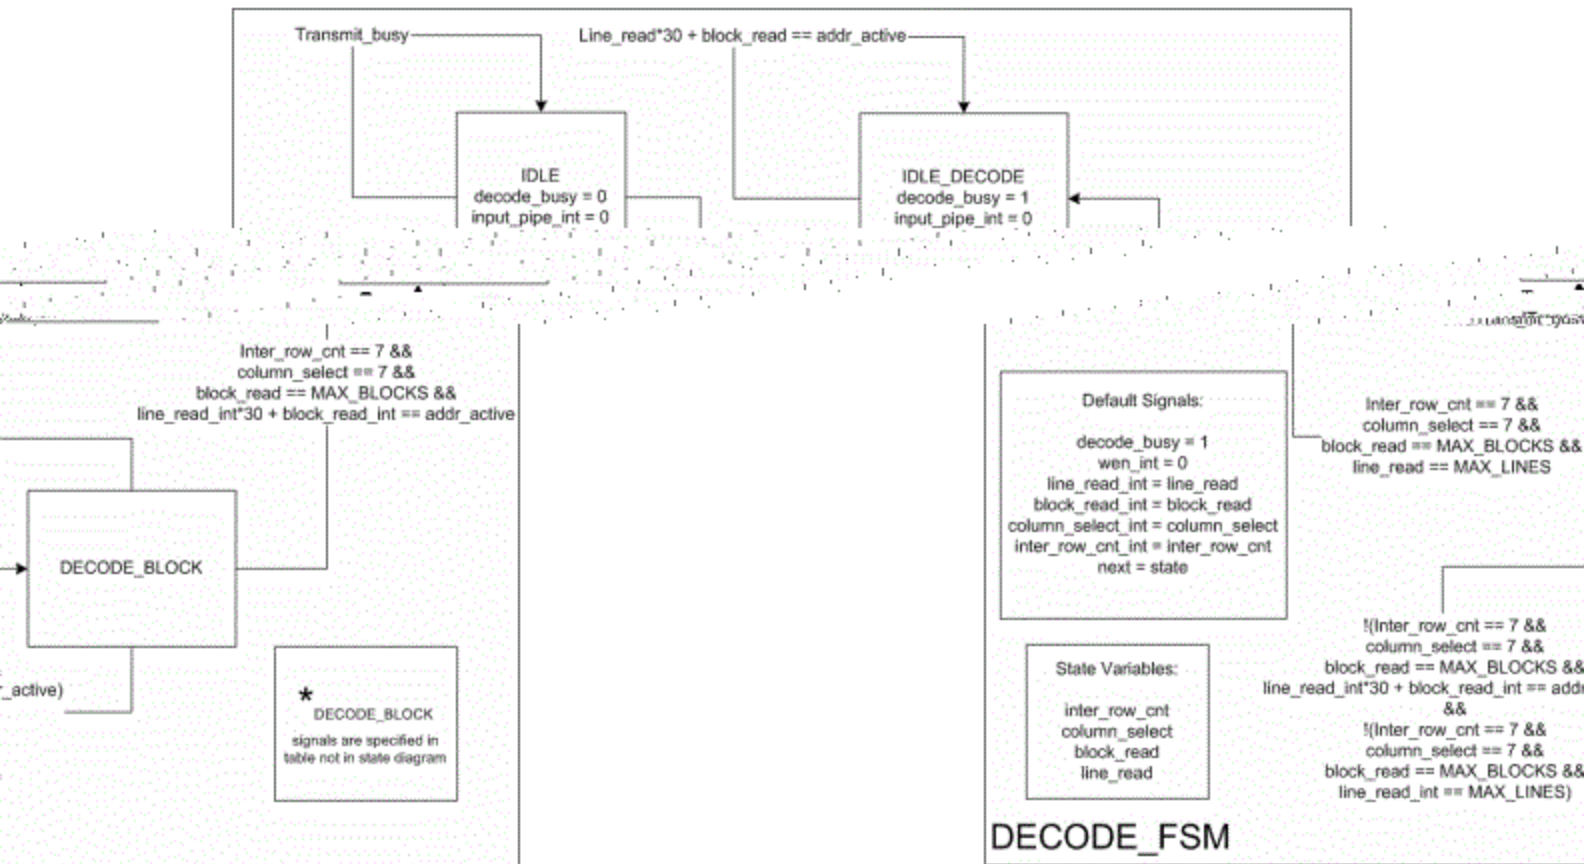 Transmit_busy
Line_read*30 + block_read == addr_active
IDLE
decode_busy = 0
input_pipe_int = 0
IDLE_DECODE
decode_busy = 1
input_pipe_int = 0
Inter_row_cnt == 7 &&
column_select == 7 &&
block_read == MAX_BLOCKS &&
line_read_int*30 + block_read_int == addr_active
DECODE_BLOCK
_active)
*
DECODE_BLOCK
signals are specified in
table not in state diagram
Default Signals:
decode_busy = 1
wen_int = 0
line_read_int = line_read
block_read_int = block_read
column_select_int = column_select
inter_row_cnt_int = inter_row_cnt
next = state
State Variables:
inter_row_cnt
column_select
block_read
line_read
DECODE_FSM
Inter_row_cnt == 7 &&
column_select == 7 &&
block_read == MAX_BLOCKS &&
line_read == MAX_LINES
!(Inter_row_cnt == 7 &&
column_select == 7 &&
block_read == MAX_BLOCKS &&
line_read_int*30 + block_read_int == addr
&&
!(Inter_row_cnt == 7 &&
column_select == 7 &&
block_read == MAX_BLOCKS &&
line_read_int == MAX_LINES)